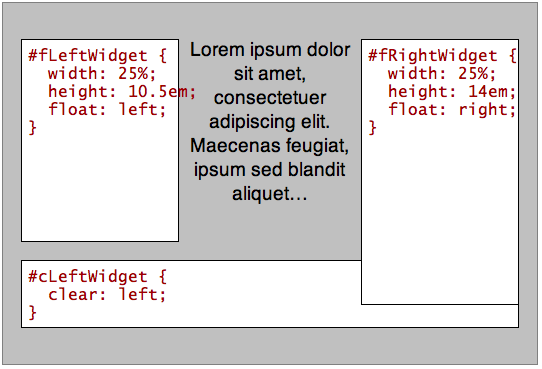 #fLeftWidget {
  width: 25%;
  height: 10.5em;
  float: left;
}
Lorem ipsum dolor
sit amet,
consectetuer
adipiscing elit.
Maecenas feugiat,
ipsum sed blandit
aliquet…
#fRightWidget {
  width: 25%;
  height: 14em;
  float: right;
}
#cLeftWidget {
  clear: left;
}